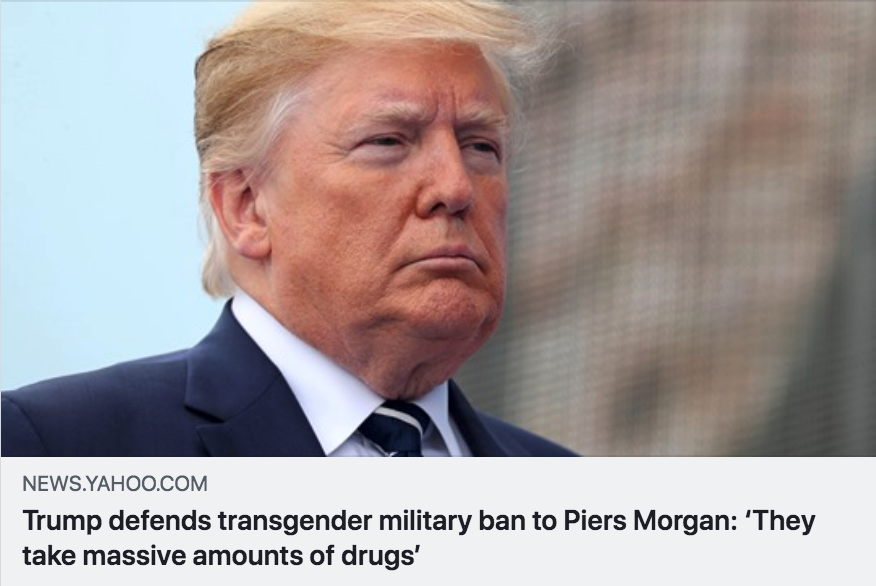 NEWS.YAHOO.COM
Trump defends transgender military ban to Piers Morgan: ‘They
take massive amounts of drugs’